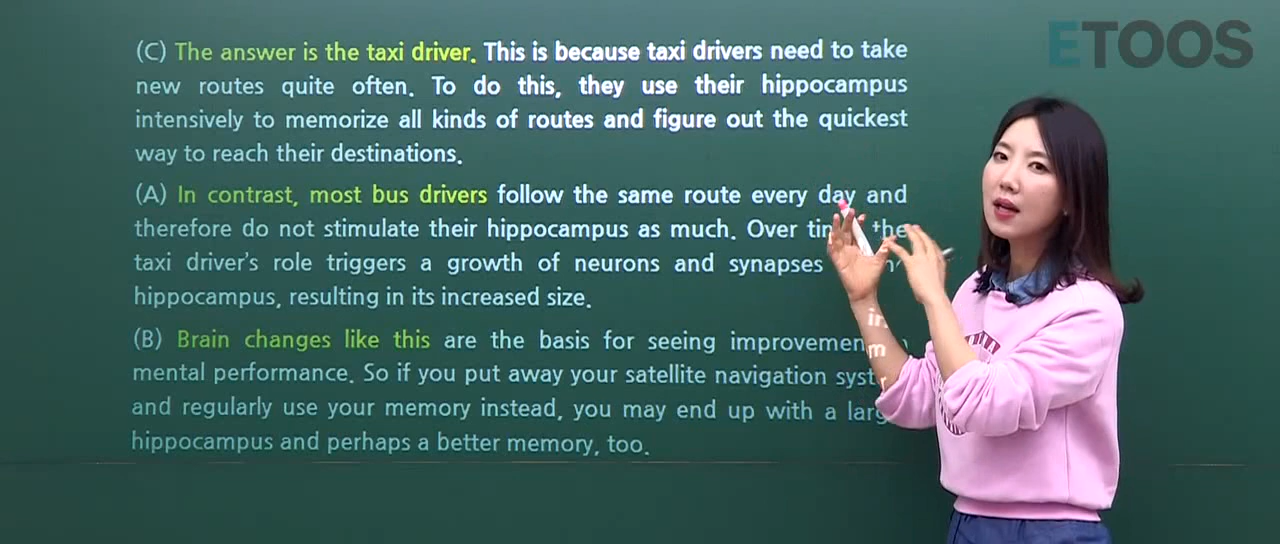 ETOOS
(C) The answer is the taxi driver. This is because taxi drivers need to take
new routes quite often. To do this, they use their hippocampus
intensively to memorize all kinds of routes and figure out the quickest
way to reach their destinations.
(A) In contrast, most bus drivers follow the same route every day and
therefore do not stimulate their hippocampus as much. Over the
taxi driver's role triggers a growth of neurons and synapses
hippocampus, resulting in its increased size.
(B) Brain changes like this are the basis for seeing
mental performance. So if you put away your satellite navigation
and regularly use your memory instead, you may end up with a
hippocampus and perhaps a better memory, too.